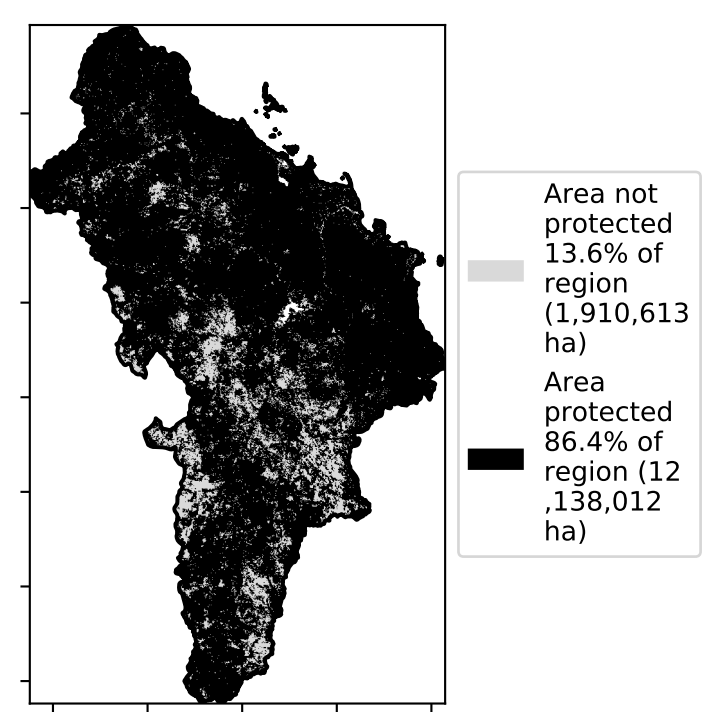 Area not
protected
13.6% of
region
(1,910,613
ha)
Area
protected
86.4% of
region (12
,138,012
ha)